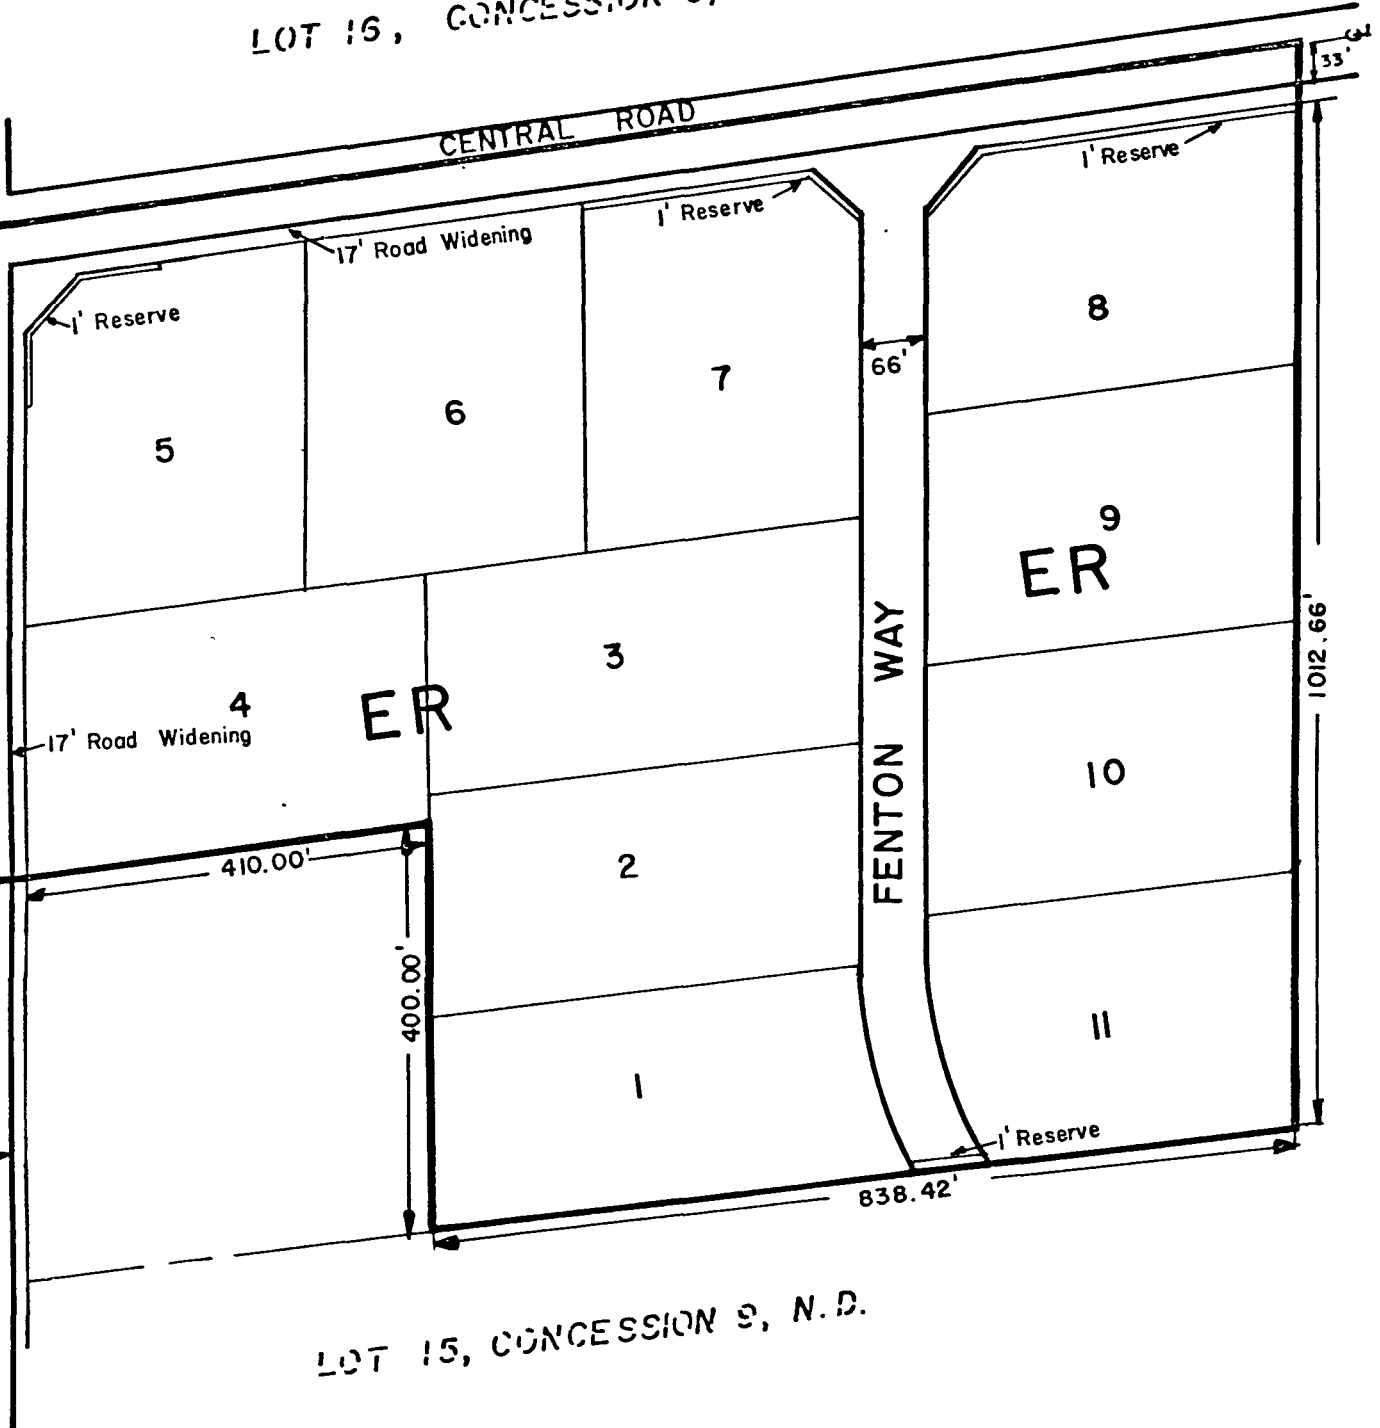 LOT 16, CONCESSION
33'
CENTRAL ROAD
1' Reserve
1' Reserve
17' Road Widening
1' Reserve
5
6
7
8
66'
9
ER
3
4
ER
17' Road Widening
FENTON WAY
1012.66'
10
2
410.00'
400.00'
11
1
1' Reserve
838.42'
LOT 15, CONCESSION 9, N.D.